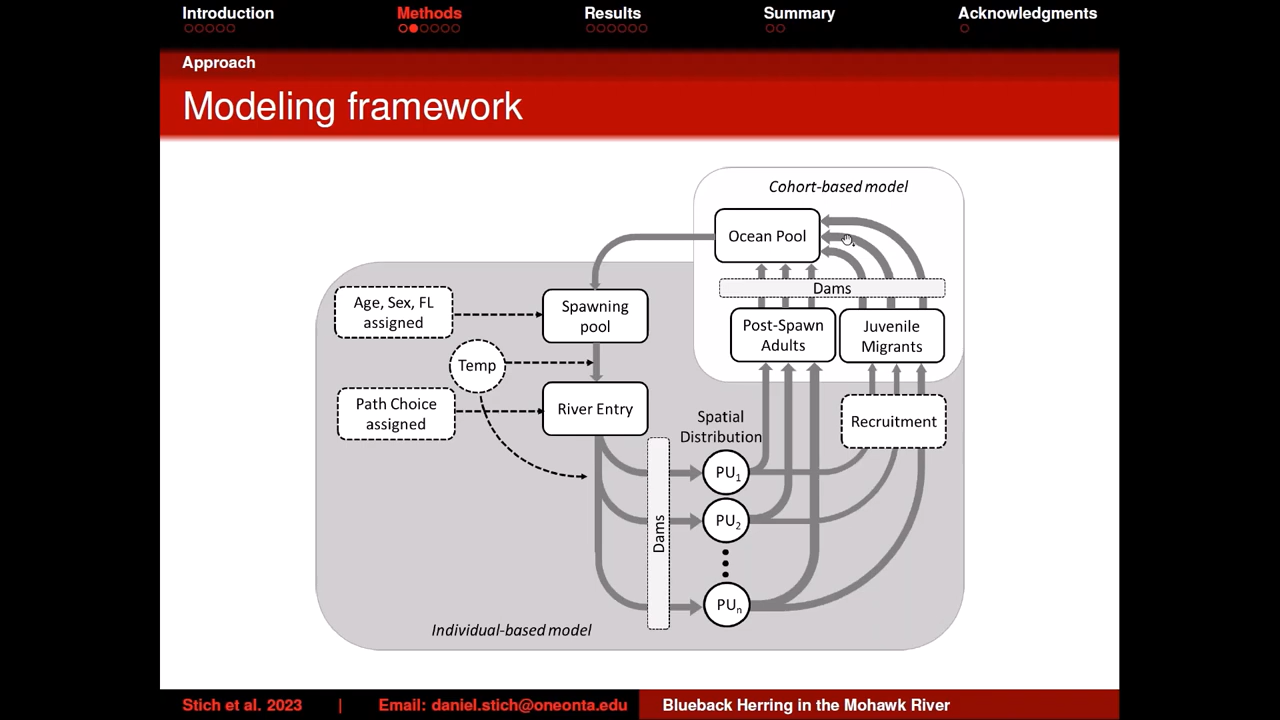 Introduction
Methods
Results
Summary
Acknowledgments
Approach
Modeling framework
Cohort-based model
Ocean Pool
Dams
Post-Spawn
Adults
Juvenile
Migrants
Age, Sex, FL
assigned
Spawning
pool
Temp
Path Choice
assigned
River Entry
Spatial
Distribution
Recruitment
PU1
PU2
PUn
Dams
Individual-based model
Stich et al. 2023 | Email: daniel.stich@oneonta.edu
Blueback Herring in the Mohawk River